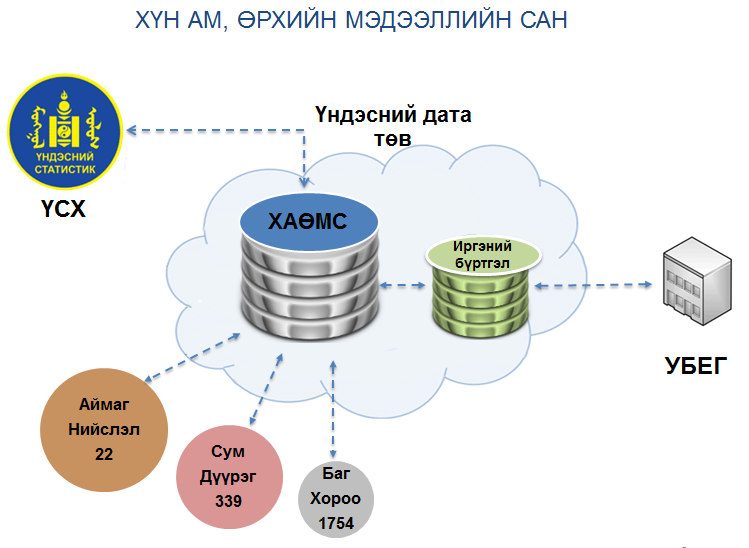 ХҮН АМ, ӨРХИЙН МЭДЭЭЛЛИЙН САН
Үндэсний дата
төв
ҮНДЭСНИЙ
СТАТИСТИК
ҮСХ
ХАӨМС
Иргэний
бүртгэл
УБЕГ
Аймаг
Нийслэл
22
Сум
Дүүрэг
339
Баг
Хороо
1754